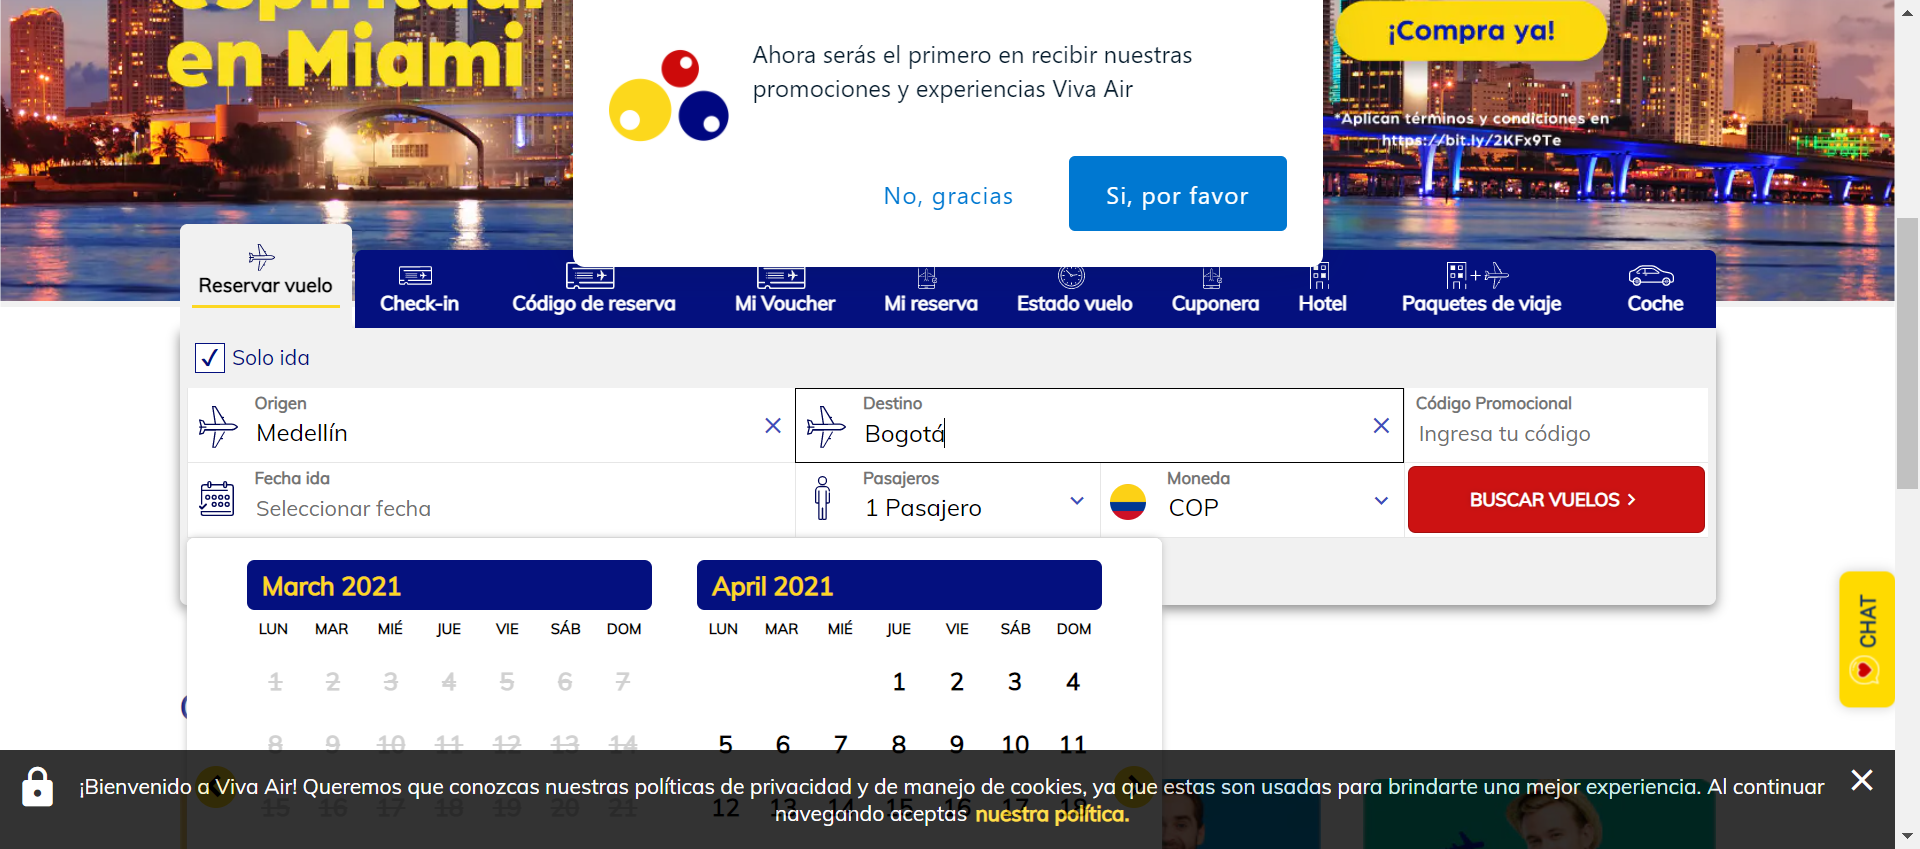 en Miami
Ahora serás el primero en recibir nuestras
promociones y experiencias Viva Air
No, gracias
Si, por favor
¡Compra ya!
*Aplican términos y condiciones en
https://bit.ly/2KFx9Te
Reservar vuelo
Check-in
Código de reserva
Mi Voucher
Mi reserva
Estado vuelo
Cuponera
Hotel
Paquetes de viaje
Coche
Solo ida
Origen
Medellín
Destino
Bogotá
Código Promocional
Ingresa tu código
Fecha ida
Seleccionar fecha
Pasajeros
1 Pasajero
Moneda
COP
BUSCAR VUELOS
March 2021
LUN MAR MIÉ JUE VIE SÁB DOM
1 2 3 4 5 6 7
8 9 10 11 12 13 14
15 16 17 18 19 20 21
April 2021
LUN MAR MIÉ JUE VIE SÁB DOM
1 2 3 4
5 6 7 8 9 10 11
12 13 14 15 16 17 18
CHAT
¡Bienvenido a Viva Air! Queremos que conozcas nuestras políticas de privacidad y de manejo de cookies, ya que estas son usadas para brindarte una mejor experiencia. Al continuar
navegando aceptas nuestra política.